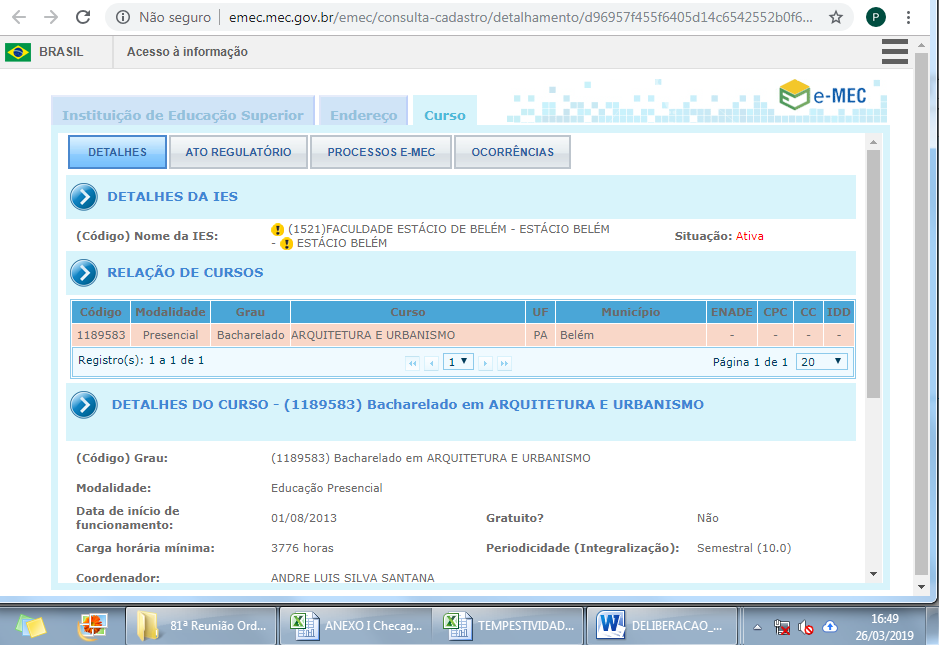 Não seguro emec.mec.gov.br/emec/consulta-cadastro/detalhamento/d96957f455f6405d14c6542552b0f6... P
BRASIL Acesso à informação
e-MEC
Instituição de Educação Superior Endereço Curso
DETALHES ATO REGULATÓRIO PROCESSOS E-MEC OCORRÊNCIAS
DETALHES DA IES
(Código) Nome da IES: (1521)FACULDADE ESTÁCIO DE BELÉM - ESTÁCIO BELÉM Situação: Ativa
- ESTÁCIO BELÉM
RELAÇÃO DE CURSOS
Código Modalidade Grau Curso UF Município ENADE CPC CC IDD
1189583 Presencial Bacharelado ARQUITETURA E URBANISMO PA Belém - - - -
Registro(s): 1 a 1 de 1 1 Página 1 de 1 20
DETALHES DO CURSO - (1189583) Bacharelado em ARQUITETURA E URBANISMO
(Código) Grau: (1189583) Bacharelado em ARQUITETURA E URBANISMO
Modalidade: Educação Presencial
Data de início de
funcionamento: 01/08/2013 Gratuito? Não
Carga horária mínima: 3776 horas Periodicidade (Integralização): Semestral (10.0)
Coordenador: ANDRE LUIS SILVA SANTANA
81ª Reunião Ord... ANEXO I Checag... TEMPESTIVIDAD... DELIBERACAO_... 16:49
26/03/2019